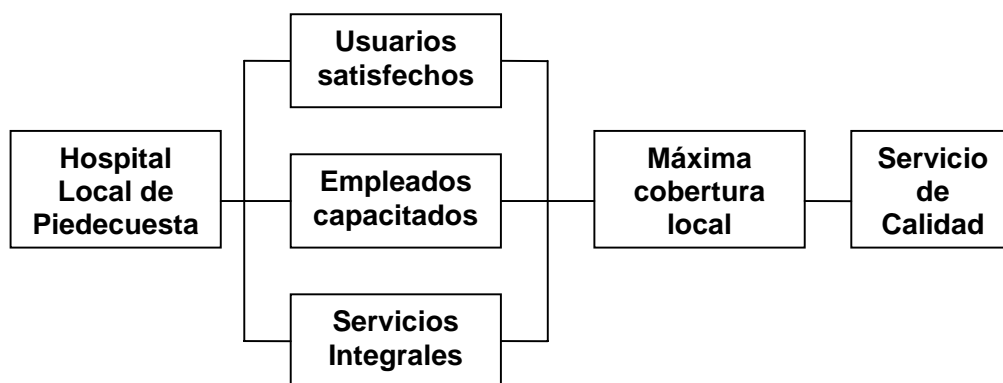 Usuarios
satisfechos
Hospital
Local de
Piedecuesta
Empleados
capacitados
Máxima
cobertura
local
Servicio
de
Calidad
Servicios
Integrales